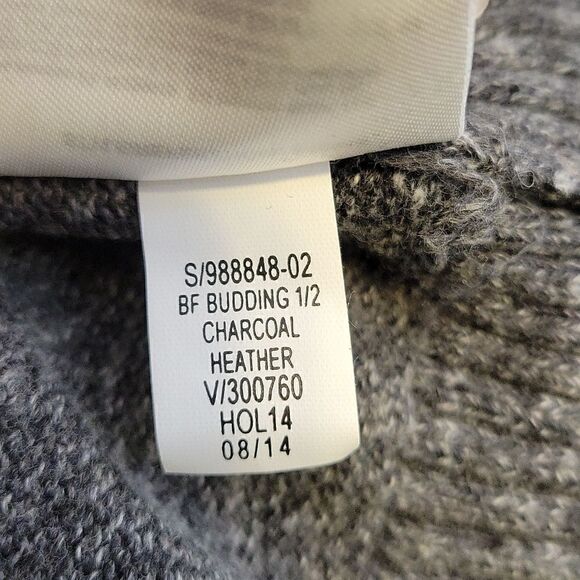 S/988848-02
BF BUDDING 1/2
CHARCOAL
HEATHER
V/300760
HOL14
08/14